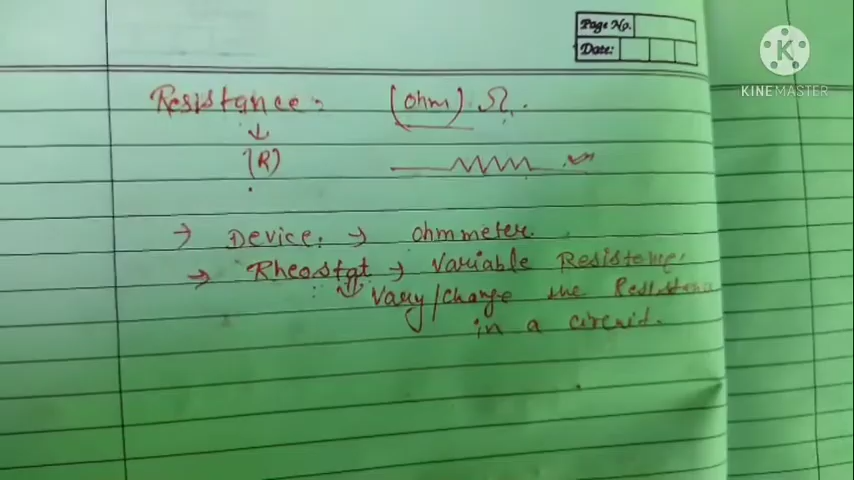 Page No.
Date:
K
KINEMASTER
Resistance: (ohm) Ω.
↓
(R)
→ Device: → ohmmeter.
→ Rheostat → Variable Resistance.
↓ Vary/Change the Resistance
in a circuit.